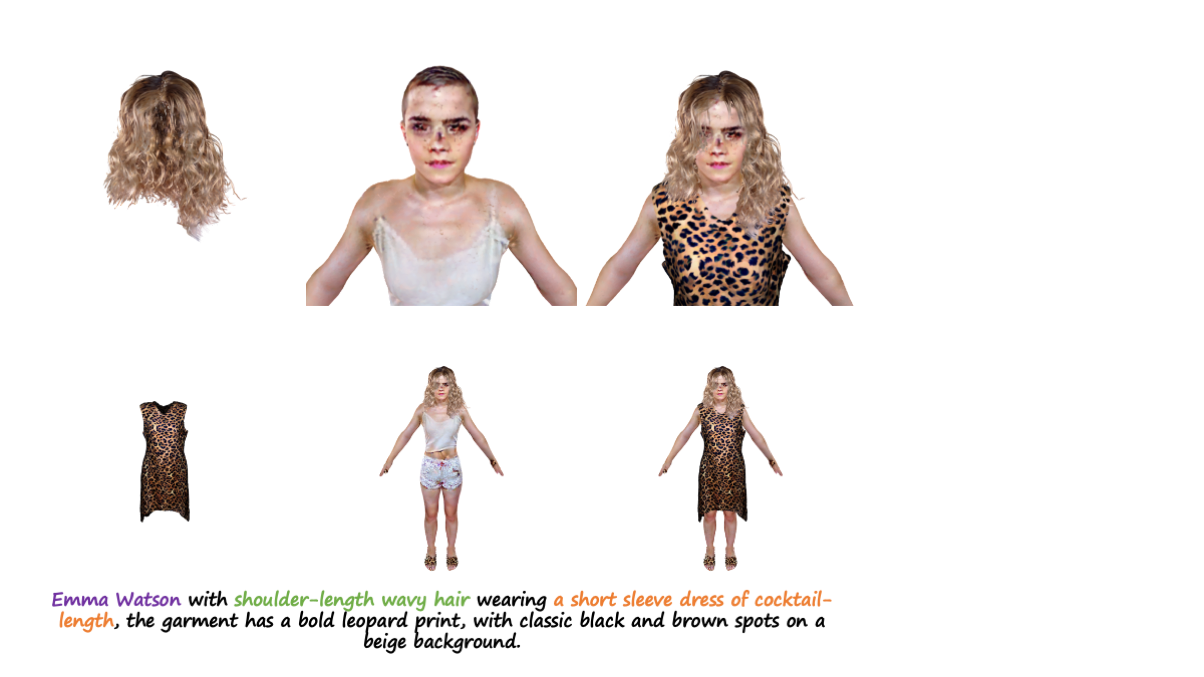 Emma Watson with shoulder-length wavy hair wearing a short sleeve dress of cocktail-
length, the garment has a bold leopard print, with classic black and brown spots on a
beige background.